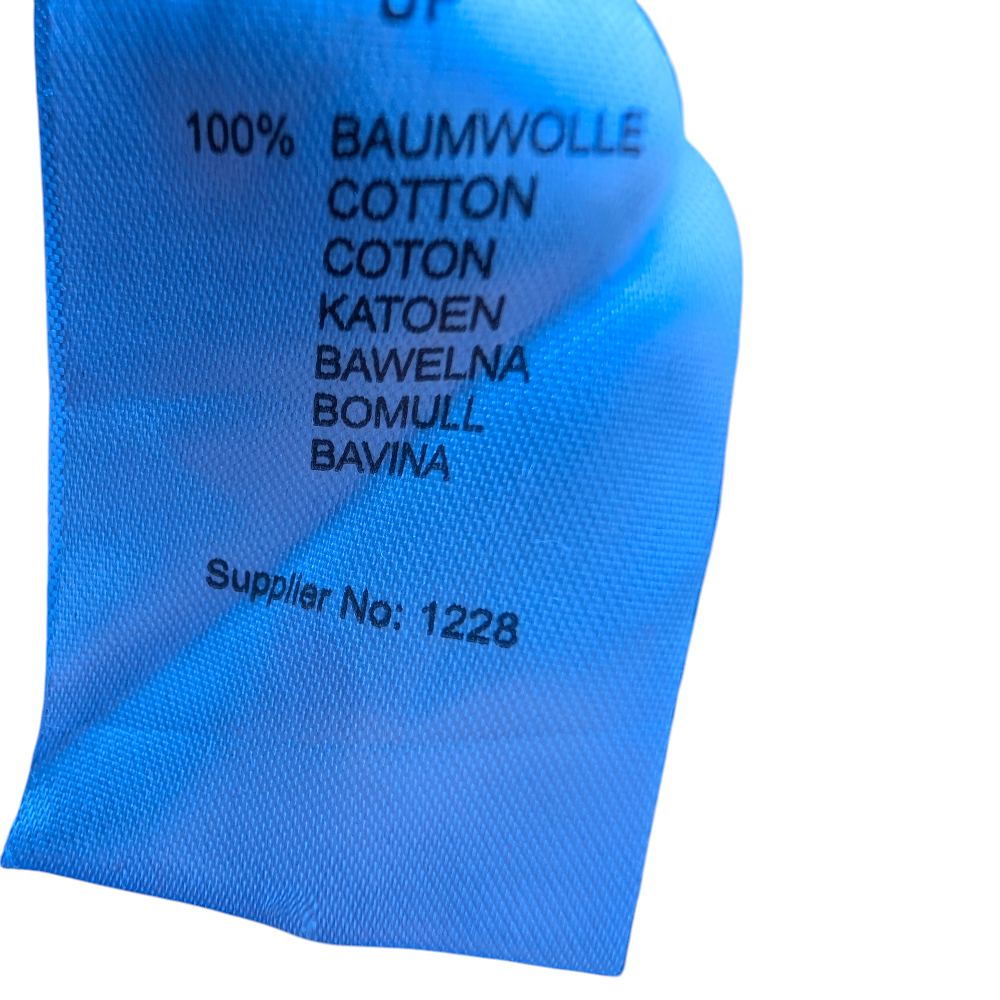 100% BAUMWOLLE
COTTON
COTON
KATOEN
BAWELNA
BOMULL
BAVINA
Supplier No: 1228